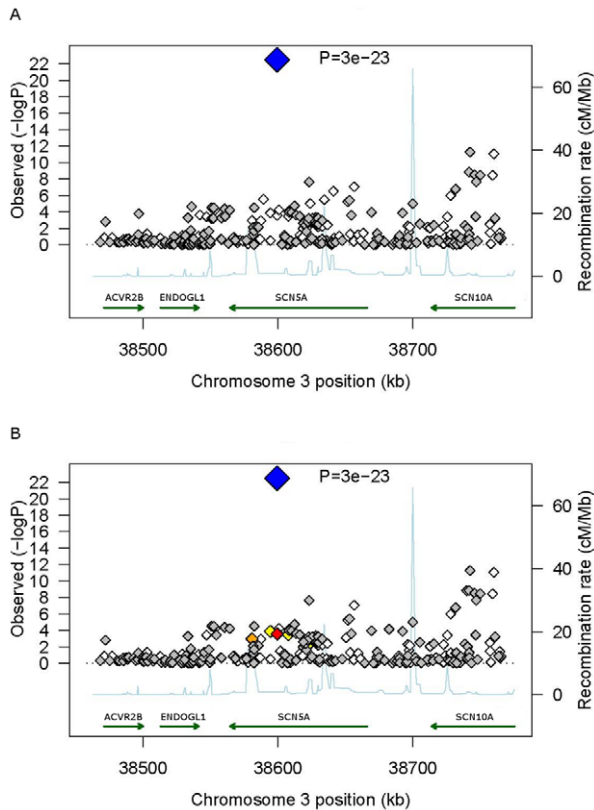 A
P=3e−23
Observed (−logP)
22
20
18
16
14
12
10
8
6
4
2
0
Recombination rate (cM/Mb)
60
40
20
0
ACVR2B ENDOGL1 SCN5A SCN10A
38500 38600 38700
Chromosome 3 position (kb)
B
P=3e−23
Observed (−logP)
22
20
18
16
14
12
10
8
6
4
2
0
Recombination rate (cM/Mb)
60
40
20
0
ACVR2B ENDOGL1 SCN5A SCN10A
38500 38600 38700
Chromosome 3 position (kb)